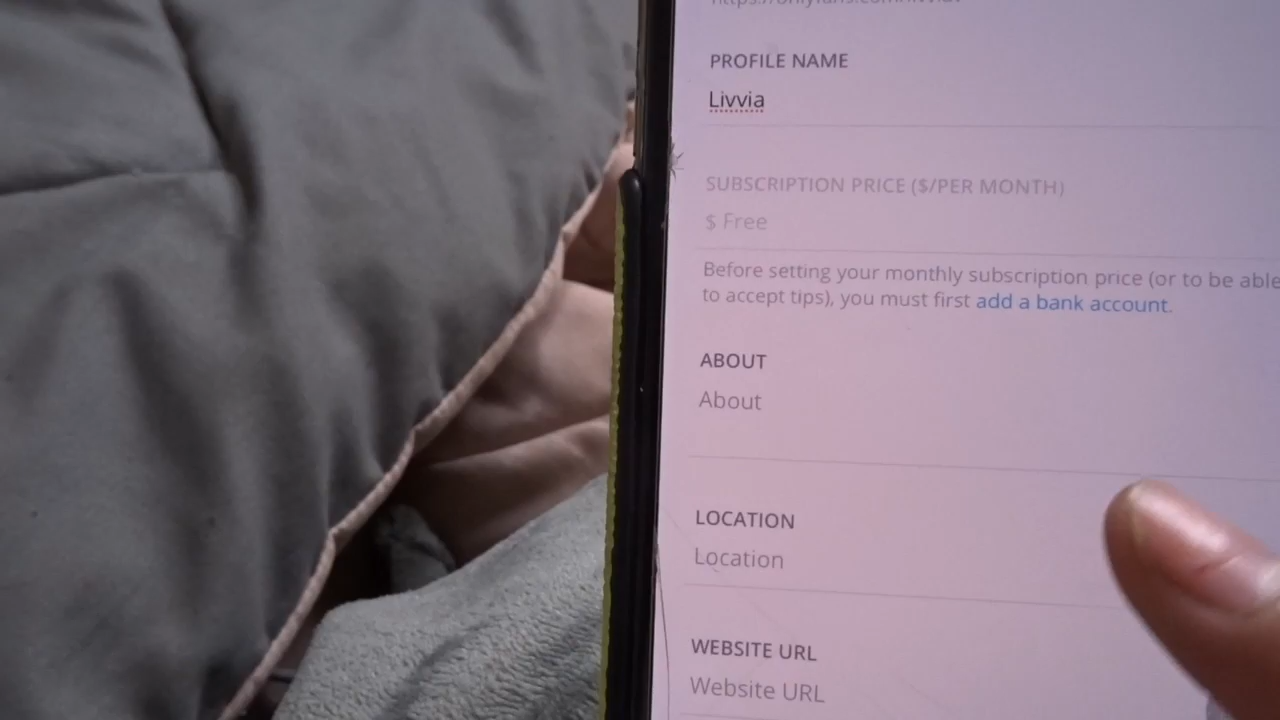 PROFILE NAME
Livvia
SUBSCRIPTION PRICE ($/PER MONTH)
$ Free
Before setting your monthly subscription price (or to be able
to accept tips), you must first add a bank account.
ABOUT
About
LOCATION
Location
WEBSITE URL
Website URL